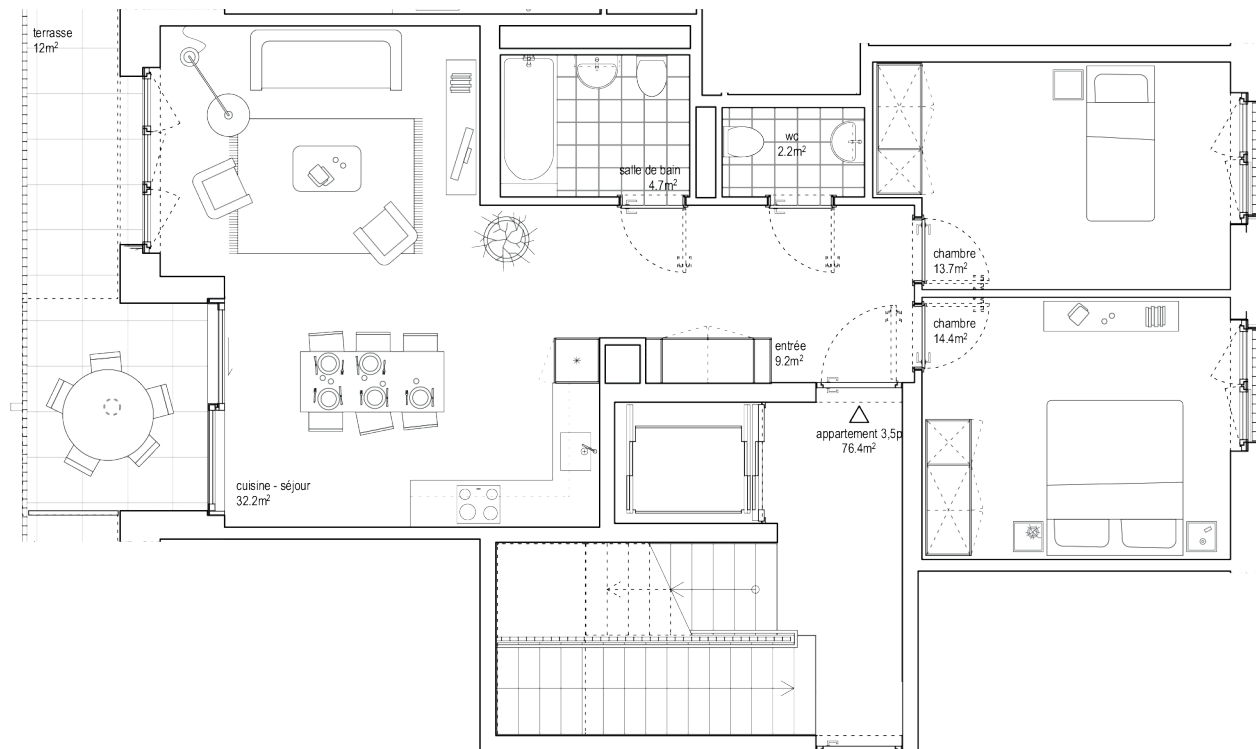 terrasse
12m²
wc
2.2m²
salle de bain
4.7m²
chambre
13.7m²
chambre
14.4m²
entrée
9.2m²
appartement 3,5p
76.4m²
cuisine - séjour
32.2m²